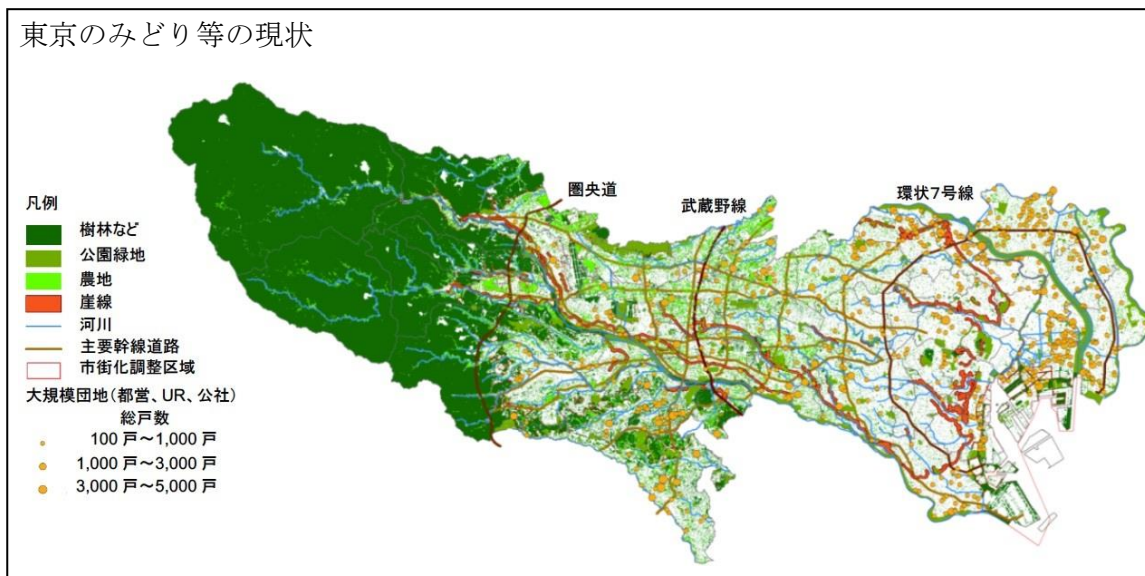 東京のみどり等の現状
圏央道
武蔵野線
環状7号線
凡例
樹林など
公園緑地
農地
崖線
河川
主要幹線道路
市街化調整区域
大規模団地(都営、UR、公社)
総戸数
100 戸～1,000 戸
1,000 戸～3,000 戸
3,000 戸～5,000 戸